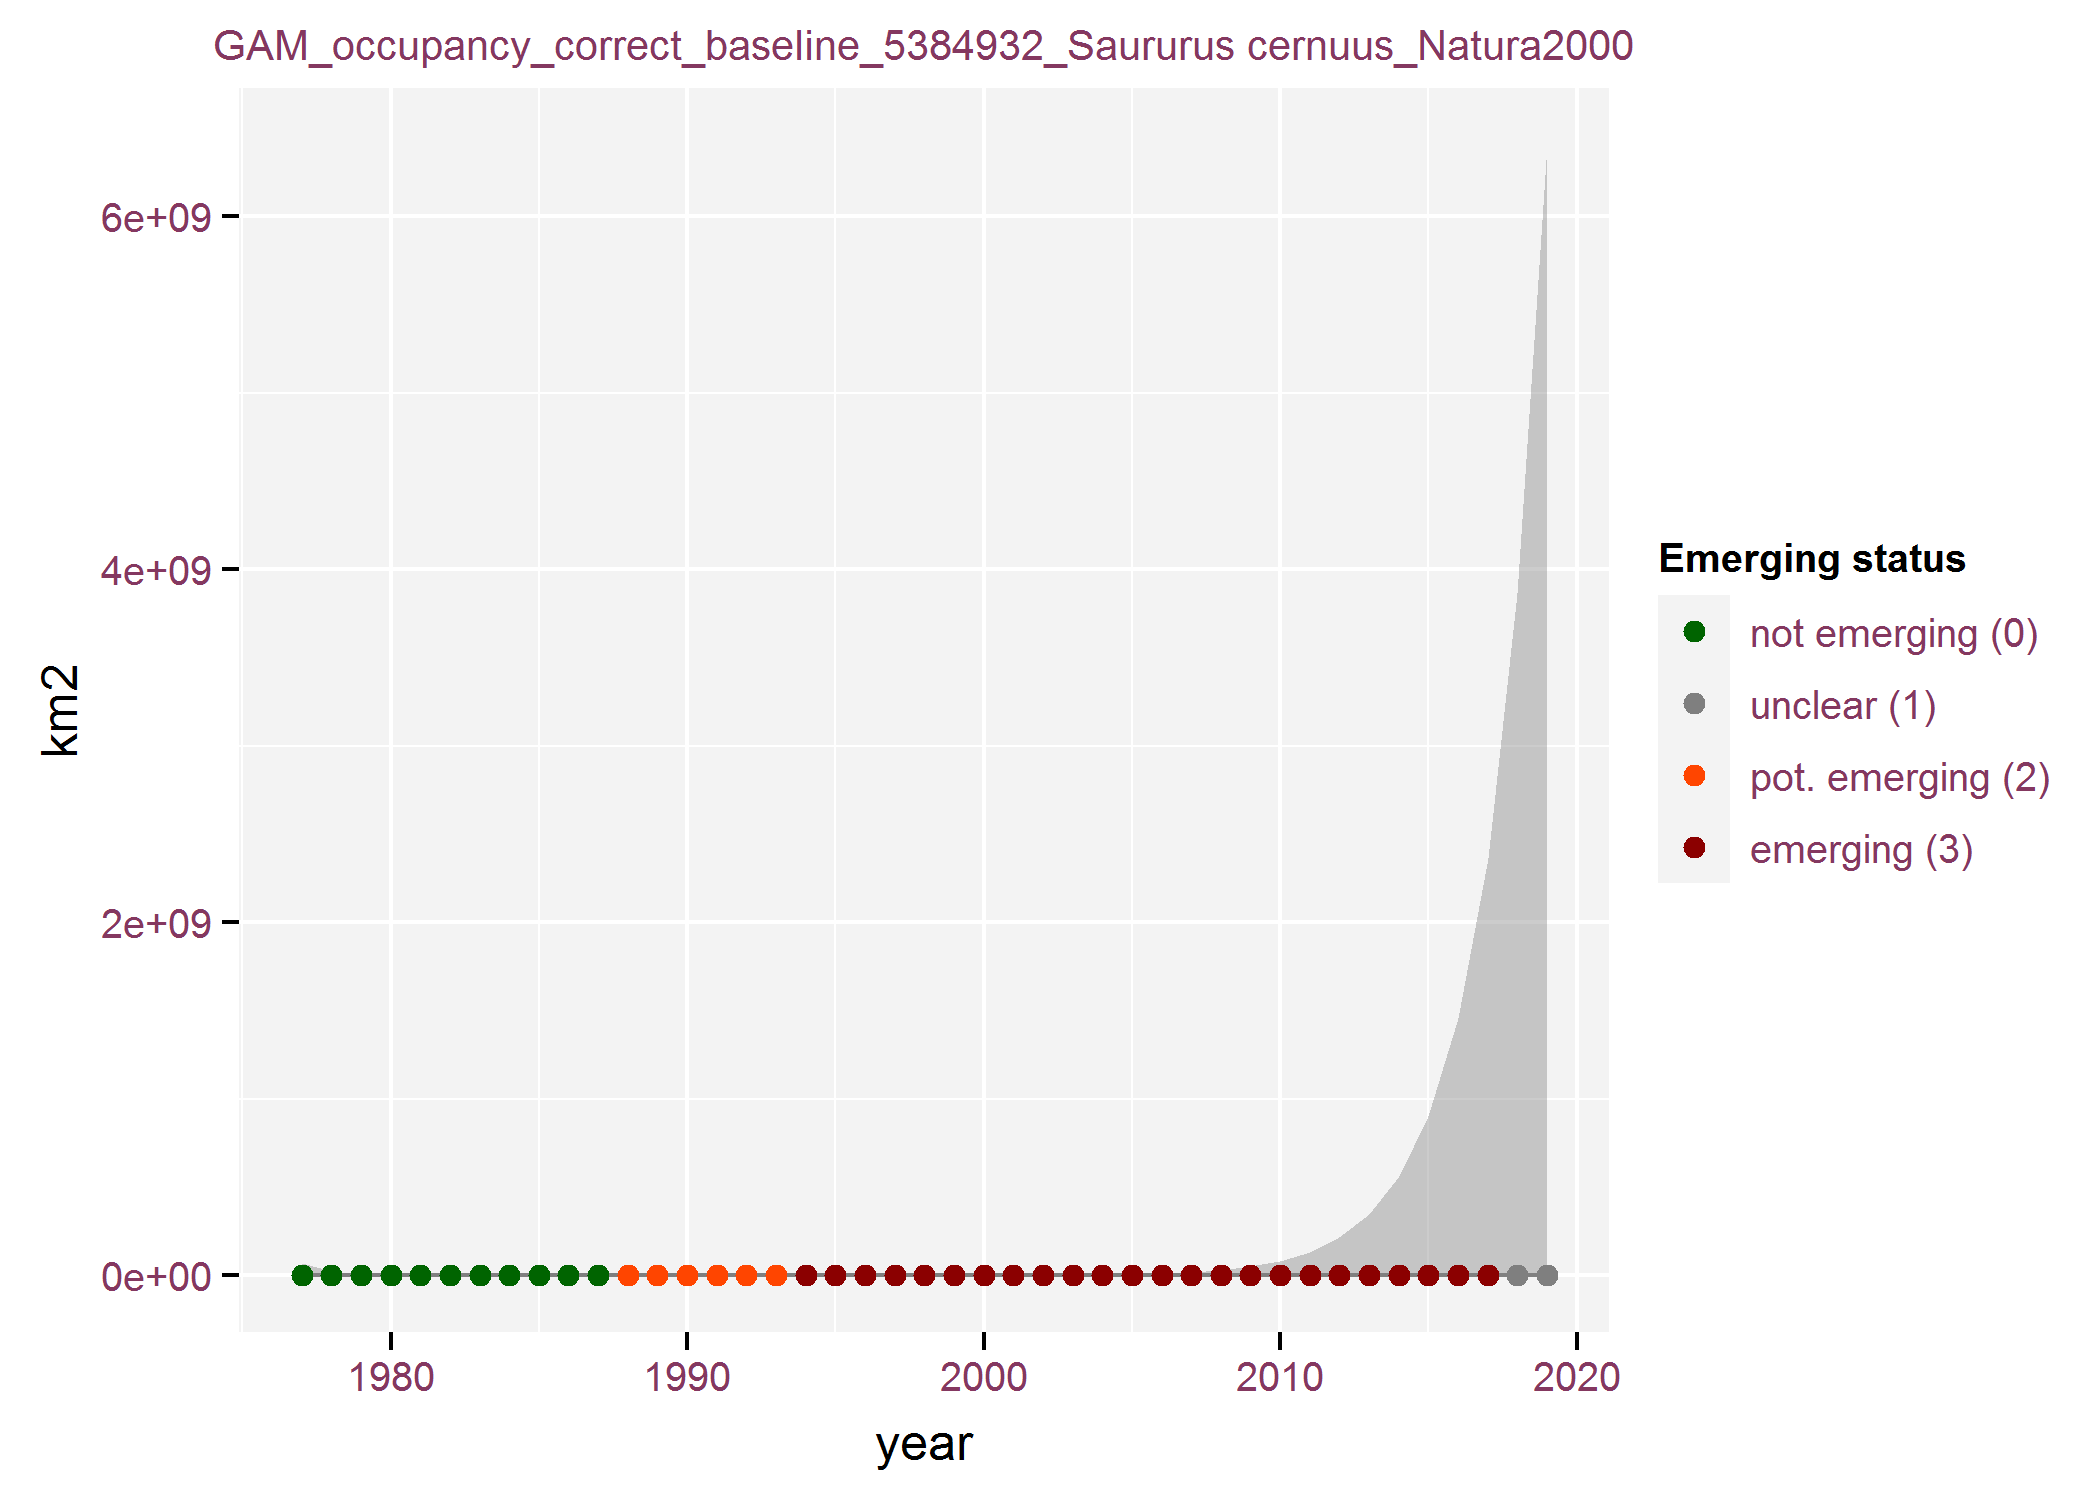 GAM_occupancy_correct_baseline_5384932_Saururus cernuus_Natura2000
6e+09
4e+09
2e+09
0e+00
km2
1980 1990 2000 2010 2020
year
Emerging status
not emerging (0)
unclear (1)
pot. emerging (2)
emerging (3)